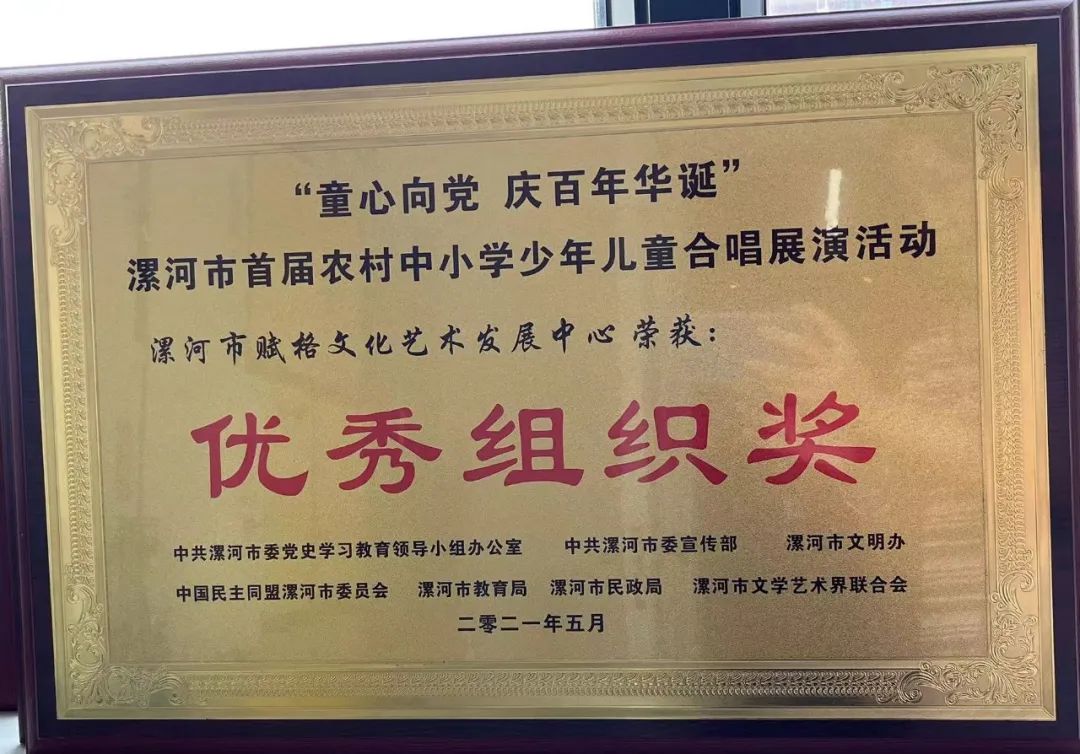 “童心向党 庆百年华诞”
漯河市首届农村中小学少年儿童合唱展演活动
漯河市赋格文化艺术发展中心 荣获：
优秀组织奖
中共漯河市委党史学习教育领导小组办公室 中共漯河市委宣传部 漯河市文明办
中国民主同盟漯河市委员会 漯河市教育局 漯河市民政局 漯河市文学艺术界联合会
二零二一年五月